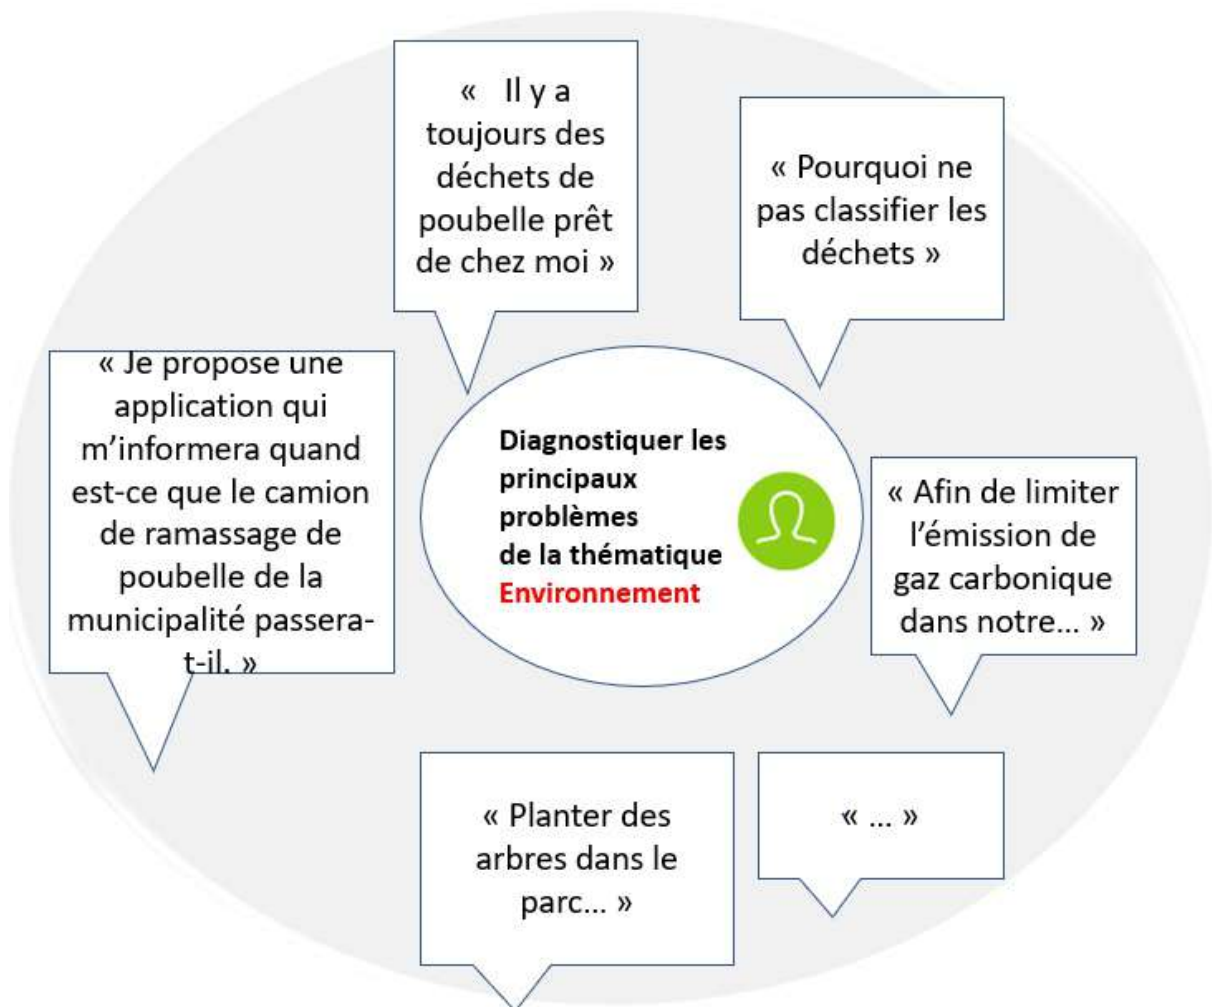 « Il y a
toujours des
déchets de
poubelle prêt
de chez moi »
« Pourquoi ne
pas classifier les
déchets »
« Je propose une
application qui
m’informera quand
est-ce que le camion
de ramassage de
poubelle de la
municipalité passera-
t-il. »
Diagnostiquer les
principaux
problèmes
de la thématique
Environnement
« Afin de limiter
l’émission de
gaz carbonique
dans notre... »
« Planter des
arbres dans le
parc... »
« ... »